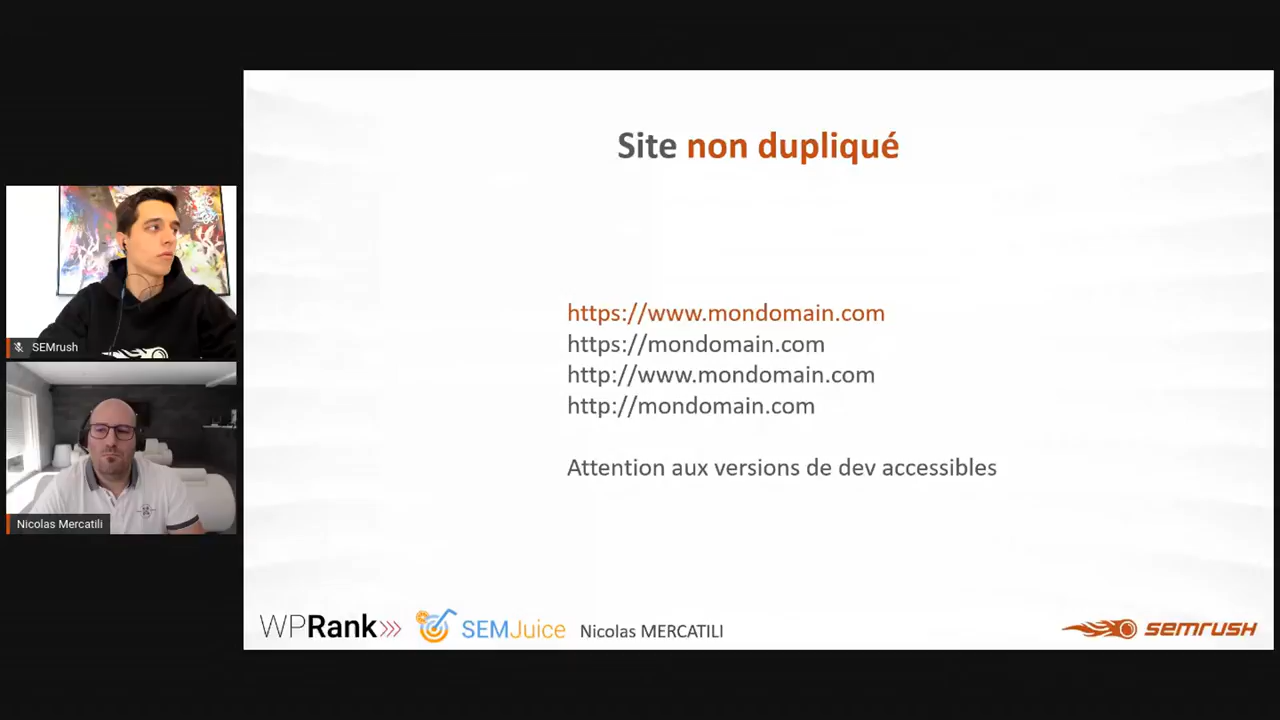 Site non dupliqué
https://www.mondomain.com
https://mondomain.com
http://www.mondomain.com
http://mondomain.com
Attention aux versions de dev accessibles
SEMrush
Nicolas Mercatili
WPRank
SEMJuice
Nicolas MERCATILI
semrush